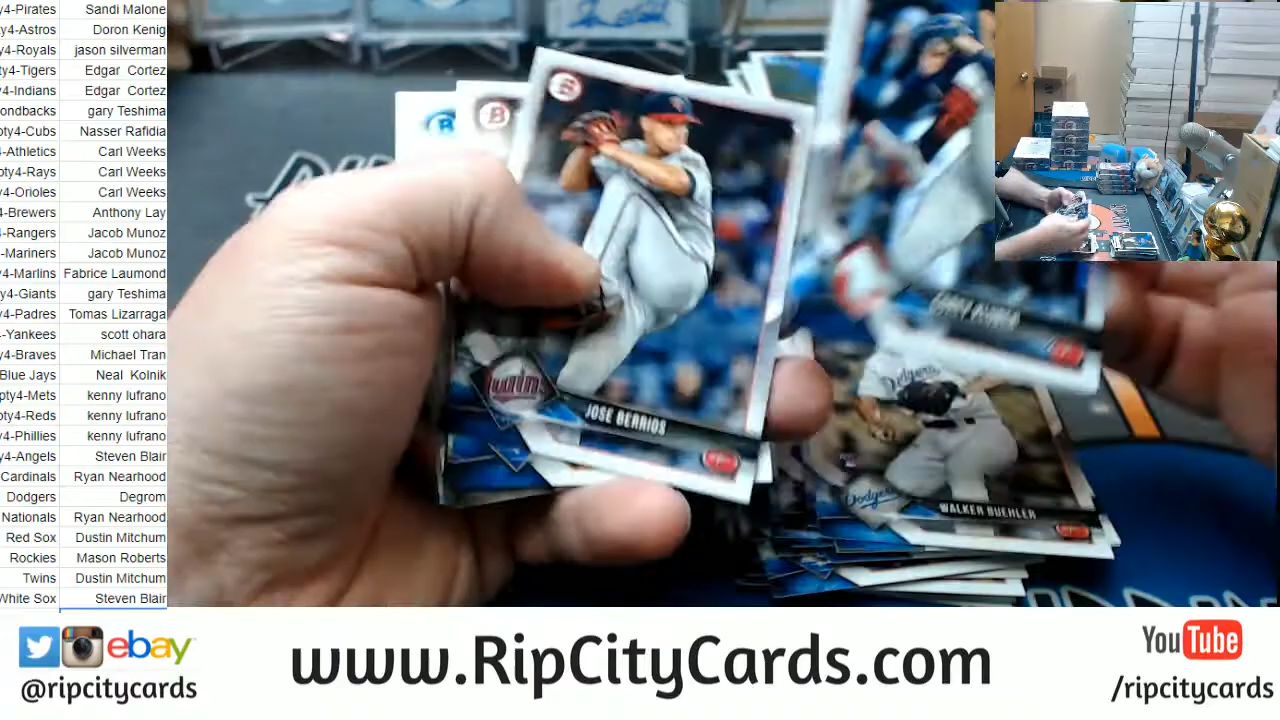 y4-Pirates Sandi Malone
ty4-Astros Doron Kenig
y4-Royals jason silverman
ty4-Tigers Edgar Cortez
y4-Indians Edgar Cortez
ondbacks gary Teshima
pty4-Cubs Nasser Rafidia
-Athletics Carl Weeks
pty4-Rays Carl Weeks
y4-Orioles Carl Weeks
4-Brewers Anthony Lay
4-Rangers Jacob Munoz
-Mariners Jacob Munoz
y4-Marlins Fabrice Laumond
y4-Giants gary Teshima
y4-Padres Tomas Lizarraga
4-Yankees scott ohara
y4-Braves Michael Tran
Blue Jays Neal Kolnik
pty4-Mets kenny lufrano
pty4-Reds kenny lufrano
y4-Phillies kenny lufrano
y4-Angels Steven Blair
Cardinals Ryan Nearhood
Dodgers Degrom
Nationals Ryan Nearhood
Red Sox Dustin Mitchum
Rockies Mason Roberts
Twins Dustin Mitchum
White Sox Steven Blair
B
B
B
Twins
JOSE BERRIOS
Dodgers
Dodgers
WALKER BUEHLER
ebay
@ripcitycards
www.RipCityCards.com
YouTube
/ripcitycards